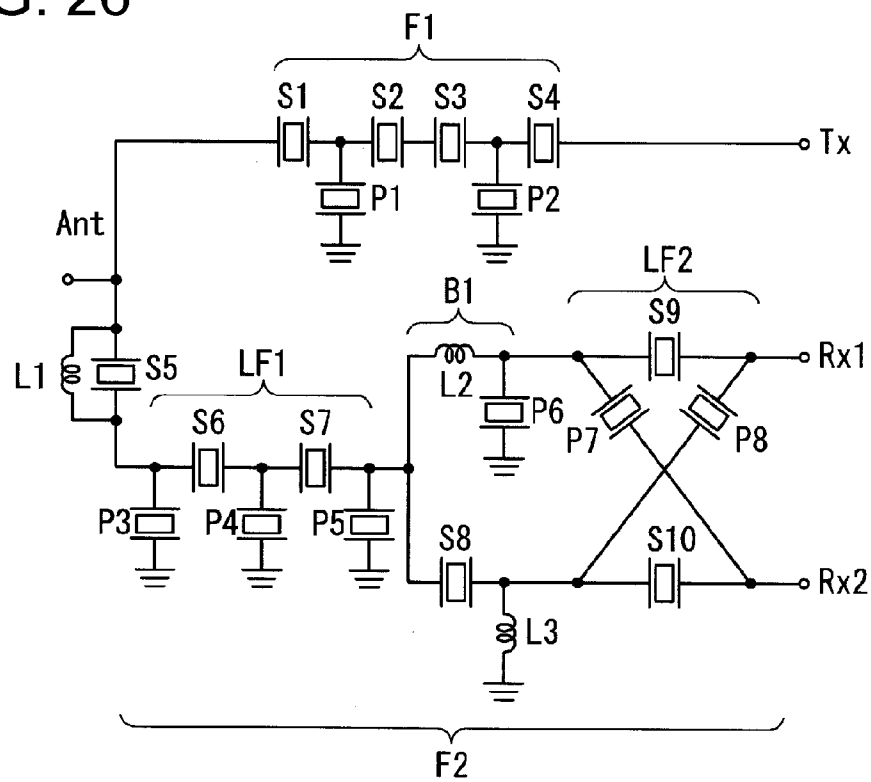 G. 26
F1
S1 S2 S3 S4
Tx
P1 P2
Ant
LF2
B1
S9
Rx1
L1 S5
LF1
L2
P6
P7 P8
S6 S7
P3 P4 P5
S8 S10
Rx2
L3
F2